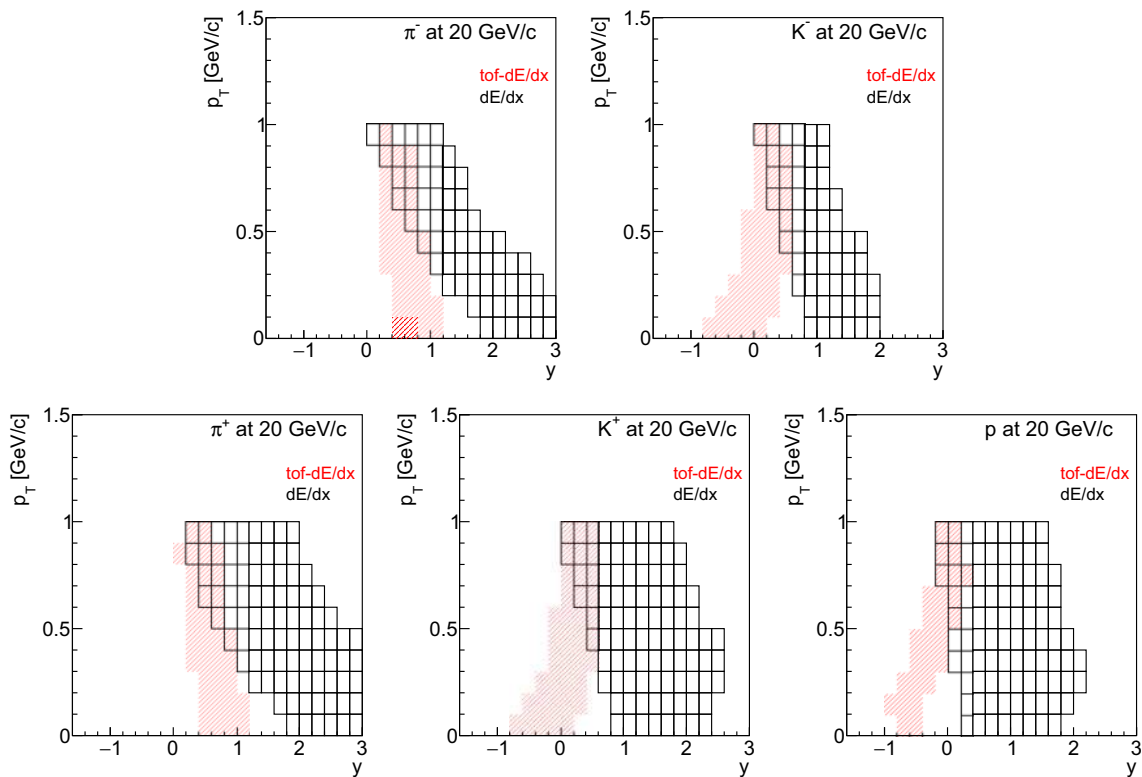 π⁻ at 20 GeV/c
tof-dE/dx
dE/dx
p_T [GeV/c]
1.5
1
0.5
0
−1 0 1 2 3
y
K⁻ at 20 GeV/c
tof-dE/dx
dE/dx
p_T [GeV/c]
1.5
1
0.5
0
−1 0 1 2 3
y
π⁺ at 20 GeV/c
tof-dE/dx
dE/dx
p_T [GeV/c]
1.5
1
0.5
0
−1 0 1 2 3
y
K⁺ at 20 GeV/c
tof-dE/dx
dE/dx
p_T [GeV/c]
1.5
1
0.5
0
−1 0 1 2 3
y
p at 20 GeV/c
tof-dE/dx
dE/dx
p_T [GeV/c]
1.5
1
0.5
0
−1 0 1 2 3
y